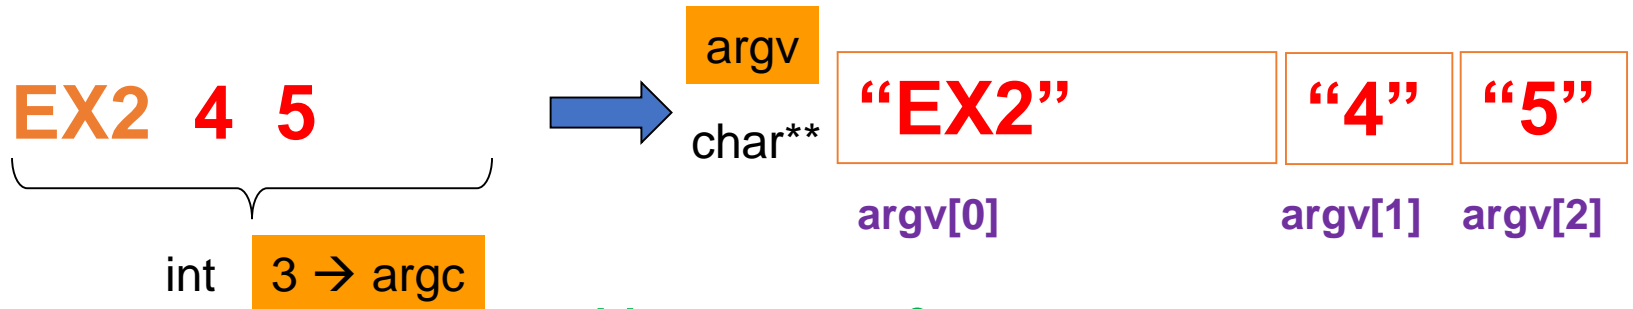 EX2 4 5
int 3 → argc
argv
char**
“EX2” “4” “5”
argv[0] argv[1] argv[2]